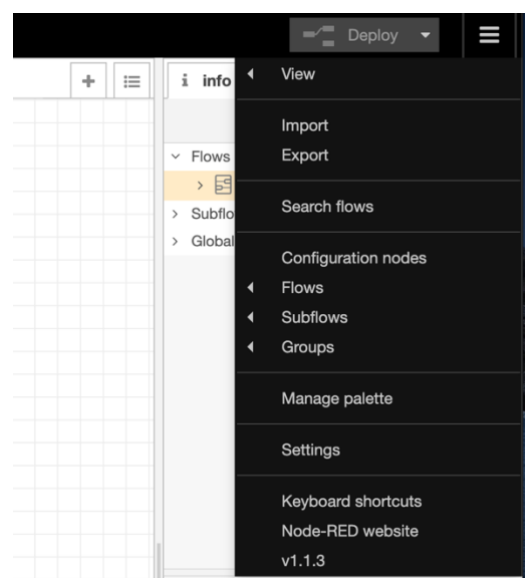 Deploy
info
View
Import
Export
Flows
Search flows
Subflo
Global
Configuration nodes
Flows
Subflows
Groups
Manage palette
Settings
Keyboard shortcuts
Node-RED website
v1.1.3